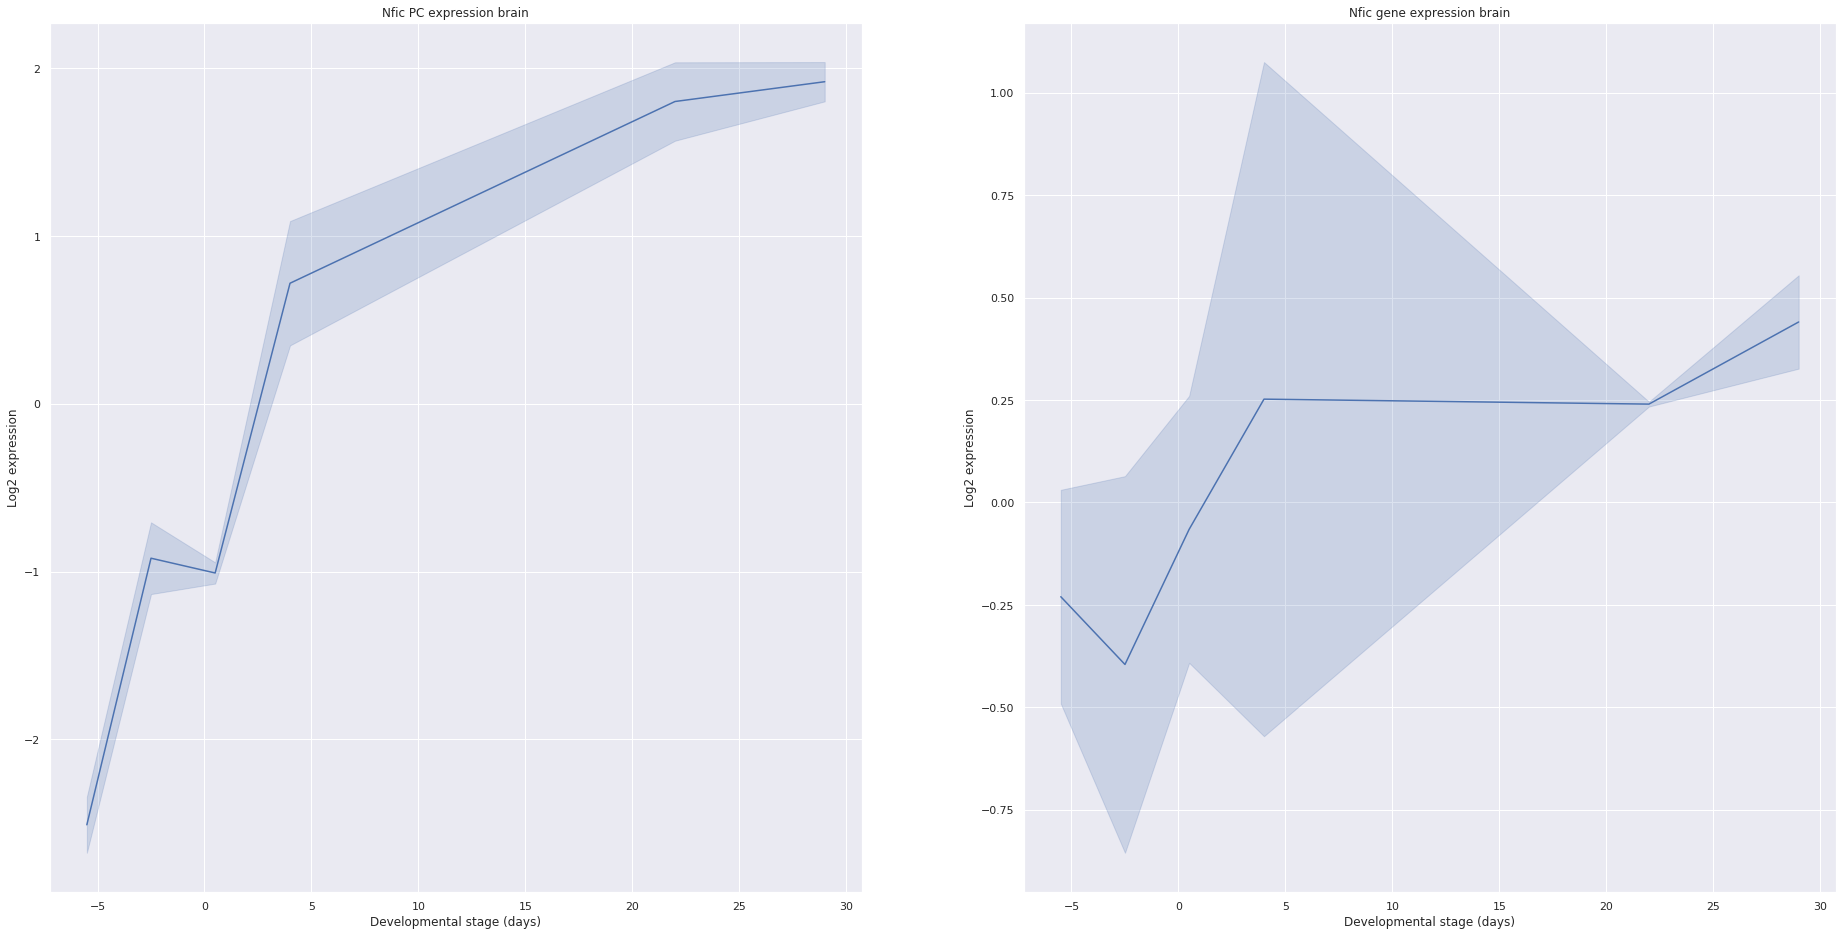 Nfic PC expression brain
2
1
0
−1
−2
Log2 expression
−5 0 5 10 15 20 25 30
Developmental stage (days)
Nfic gene expression brain
1.00
0.75
0.50
0.25
0.00
−0.25
−0.50
−0.75
Log2 expression
−5 0 5 10 15 20 25 30
Developmental stage (days)